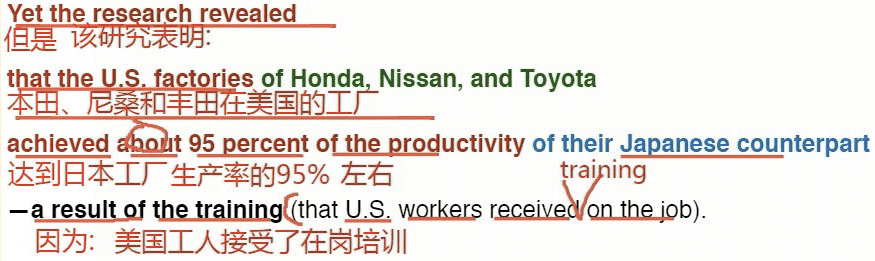 Yet the research revealed
但是 该研究表明:
that the U.S. factories of Honda, Nissan, and Toyota
本田、尼桑和丰田在美国的工厂
achieved about 95 percent of the productivity of their Japanese counterpart
达到日本工厂 生产率的95% 左右
training
—a result of the training (that U.S. workers received on the job).
因为: 美国工人接受了在岗培训